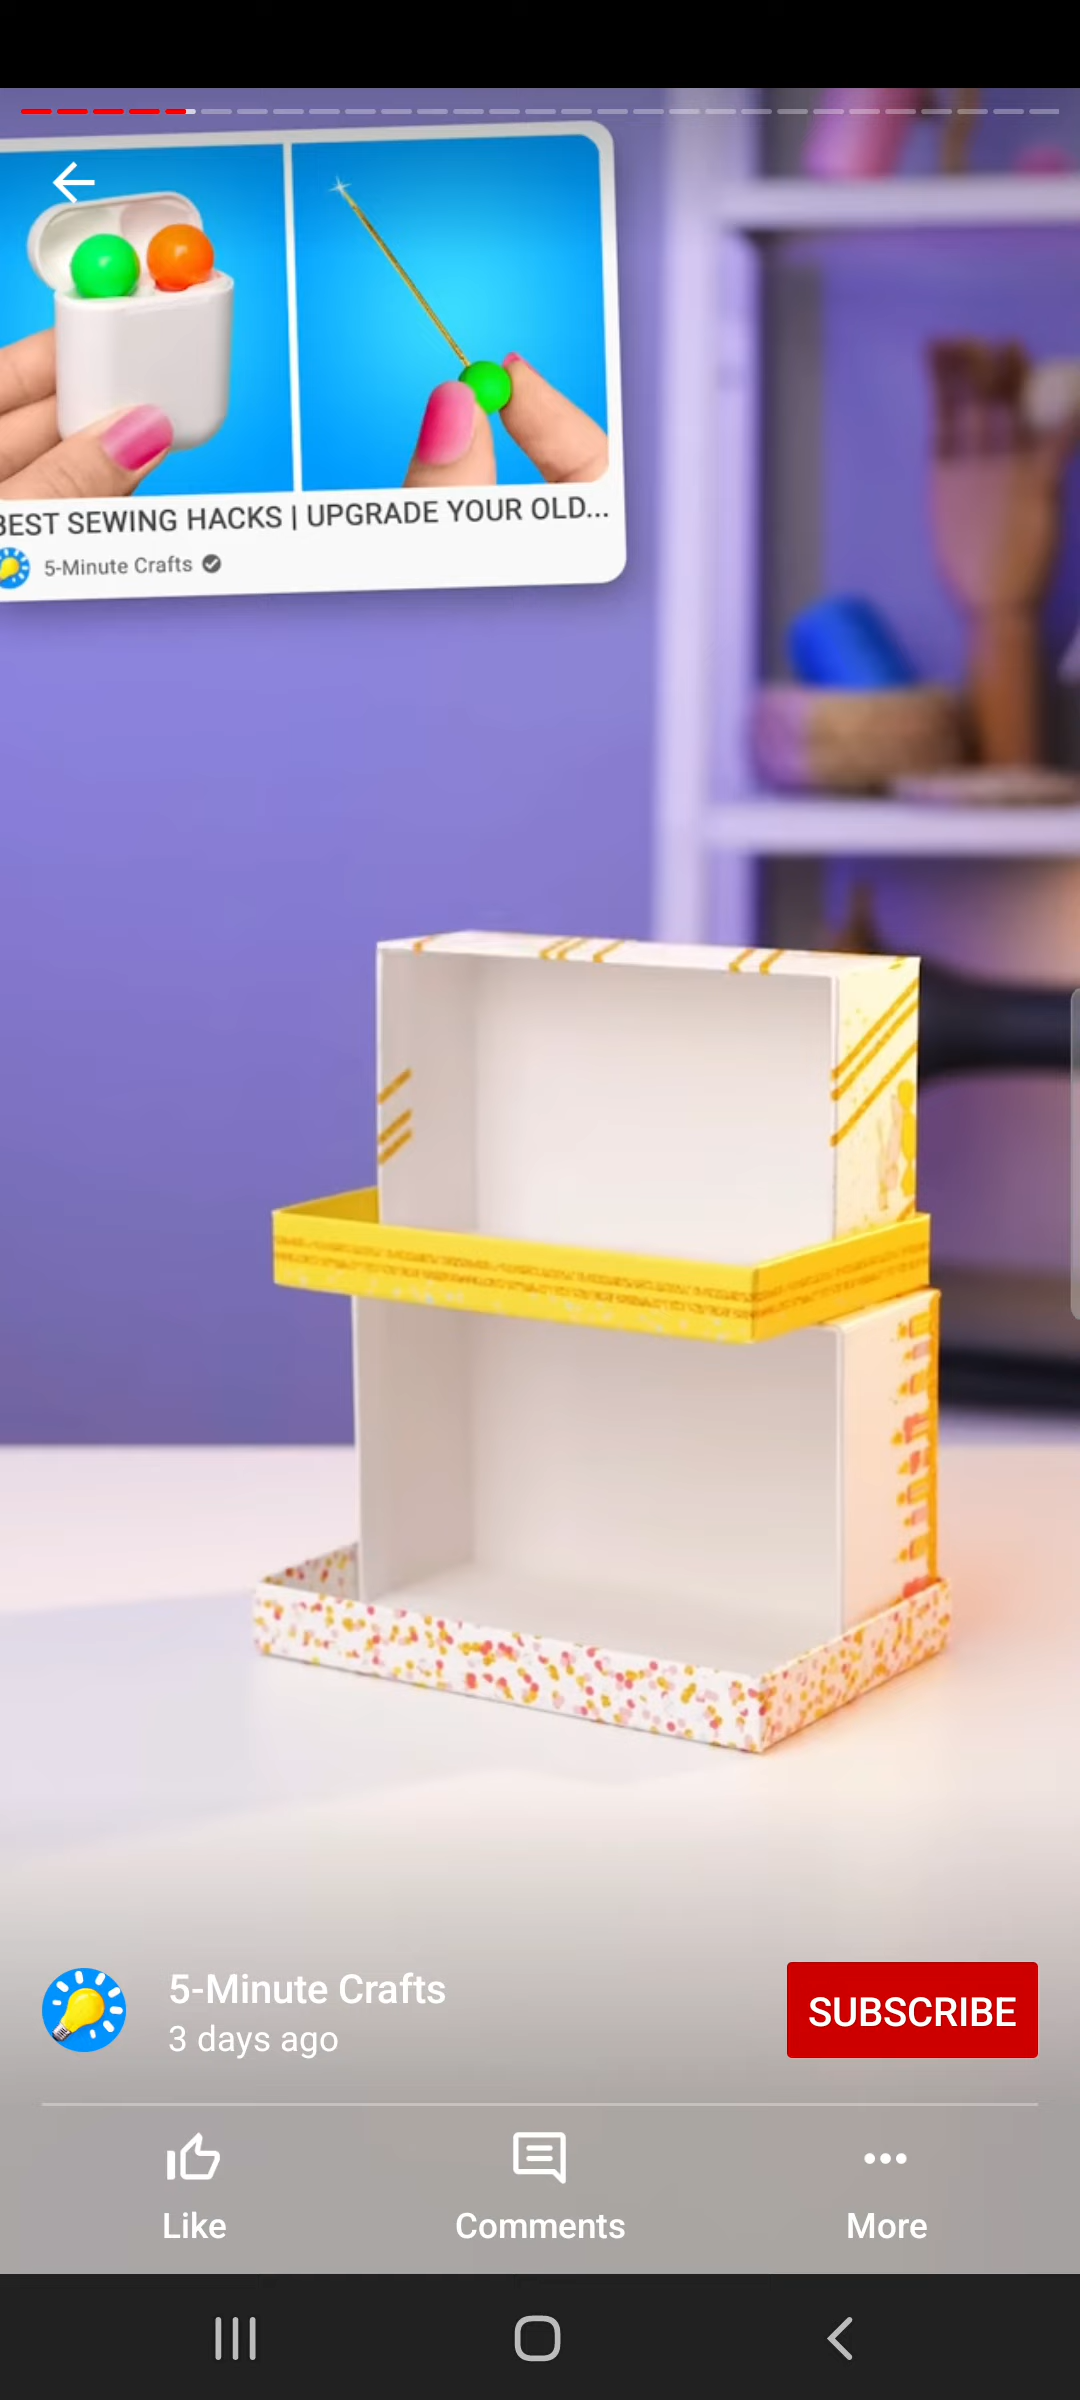 BEST SEWING HACKS | UPGRADE YOUR OLD...
5-Minute Crafts
5-Minute Crafts
3 days ago
SUBSCRIBE
Like
Comments
More